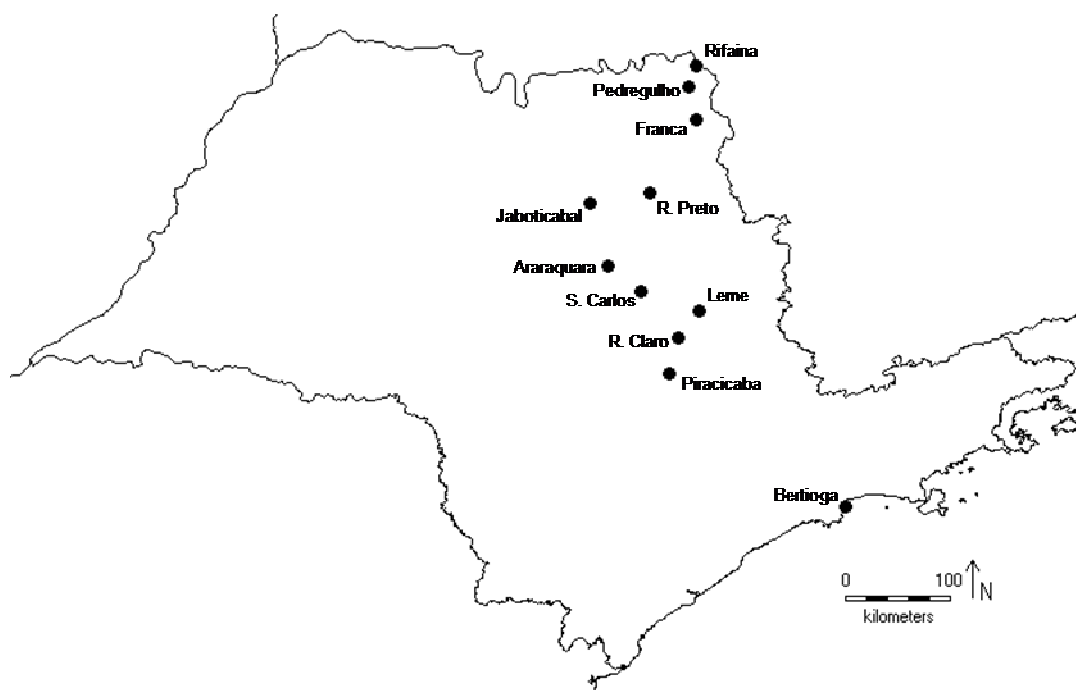 Rifaina
Pedregulho
Franca
Jaboticabal
R. Preto
Araraquara
S. Carlos
Leme
R. Claro
Piracicaba
Bertioga
0 100
N
kilometers